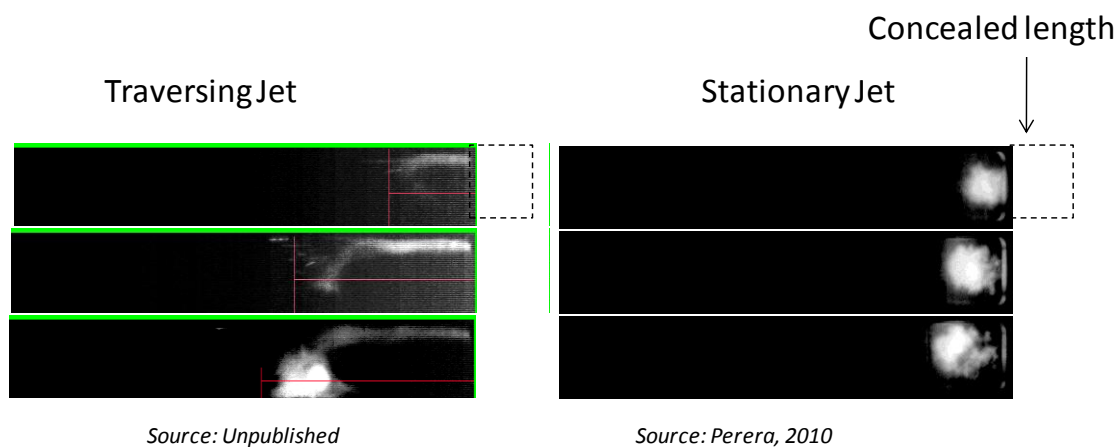 Concealed length
Traversing Jet
Stationary Jet
Source: Unpublished
Source: Perera, 2010